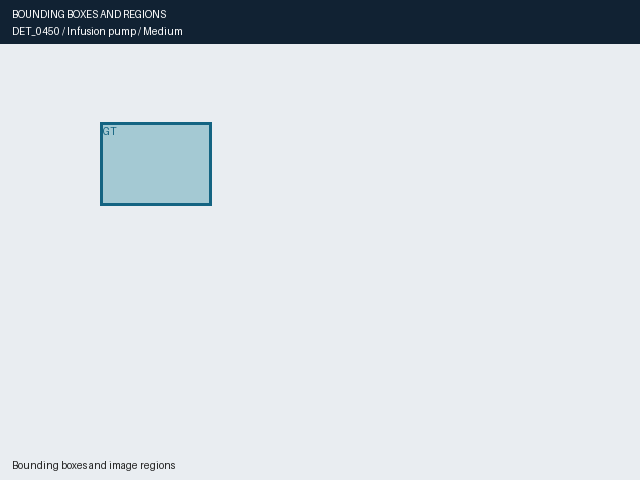 BOUNDING BOXES AND REGIONS
DET_0450 / Infusion pump / Medium
GT
Bounding boxes and image regions